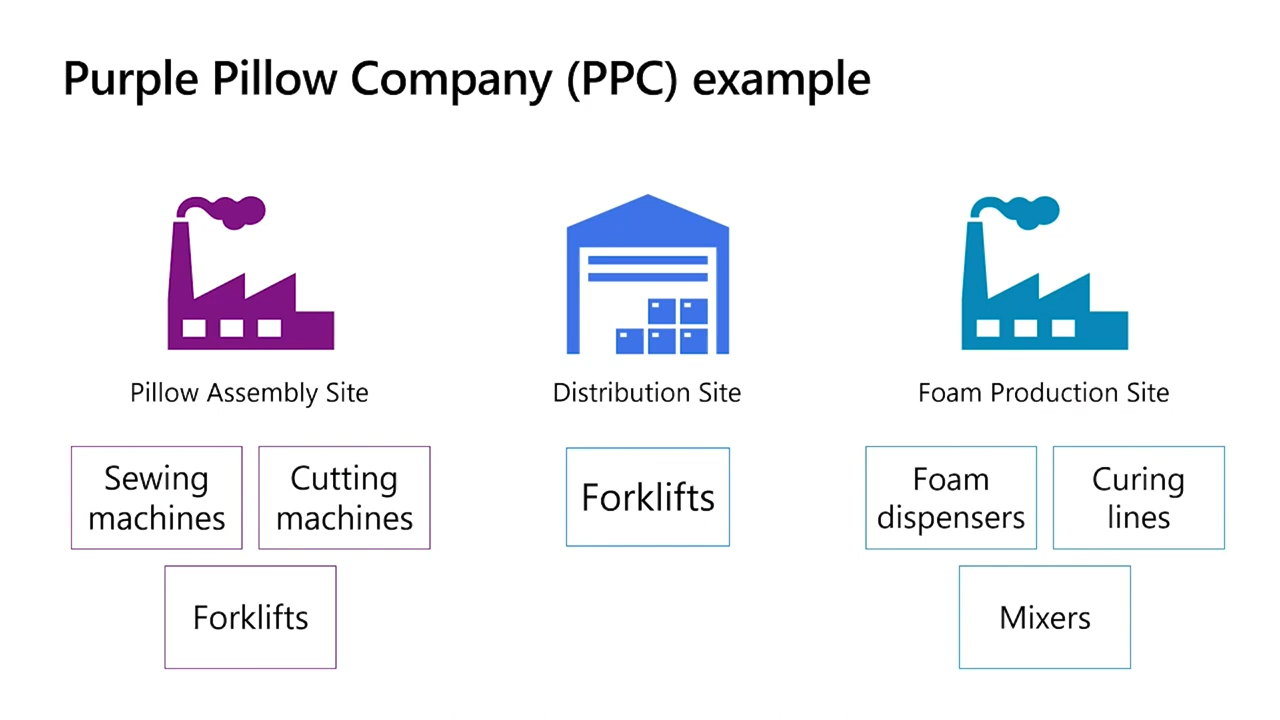 Purple Pillow Company (PPC) example
Pillow Assembly Site
Sewing
machines
Cutting
machines
Forklifts
Distribution Site
Forklifts
Foam Production Site
Foam
dispensers
Curing
lines
Mixers